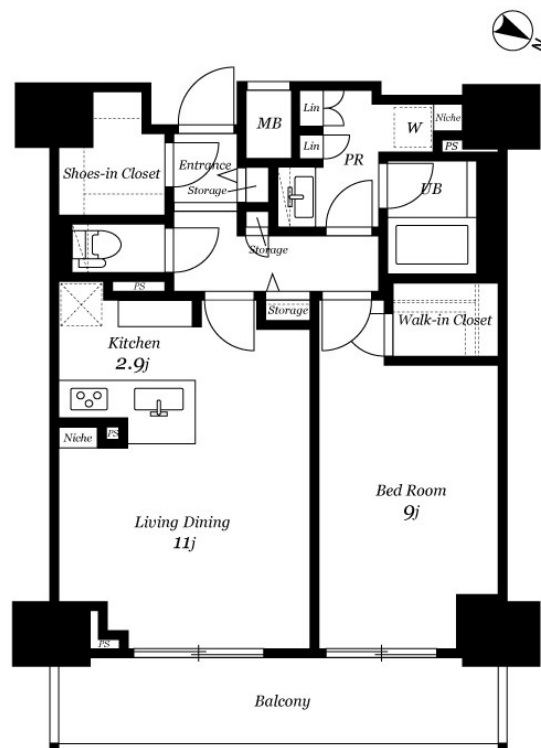 N
Lin
MB
W
Niche
Lin
PS
PR
Shoes-in Closet
Entrance
Storage
UB
Storage
PS
Storage
Walk-in Closet
Kitchen
2.9j
Niche
PS
Bed Room
9j
Living Dining
11j
PS
Balcony